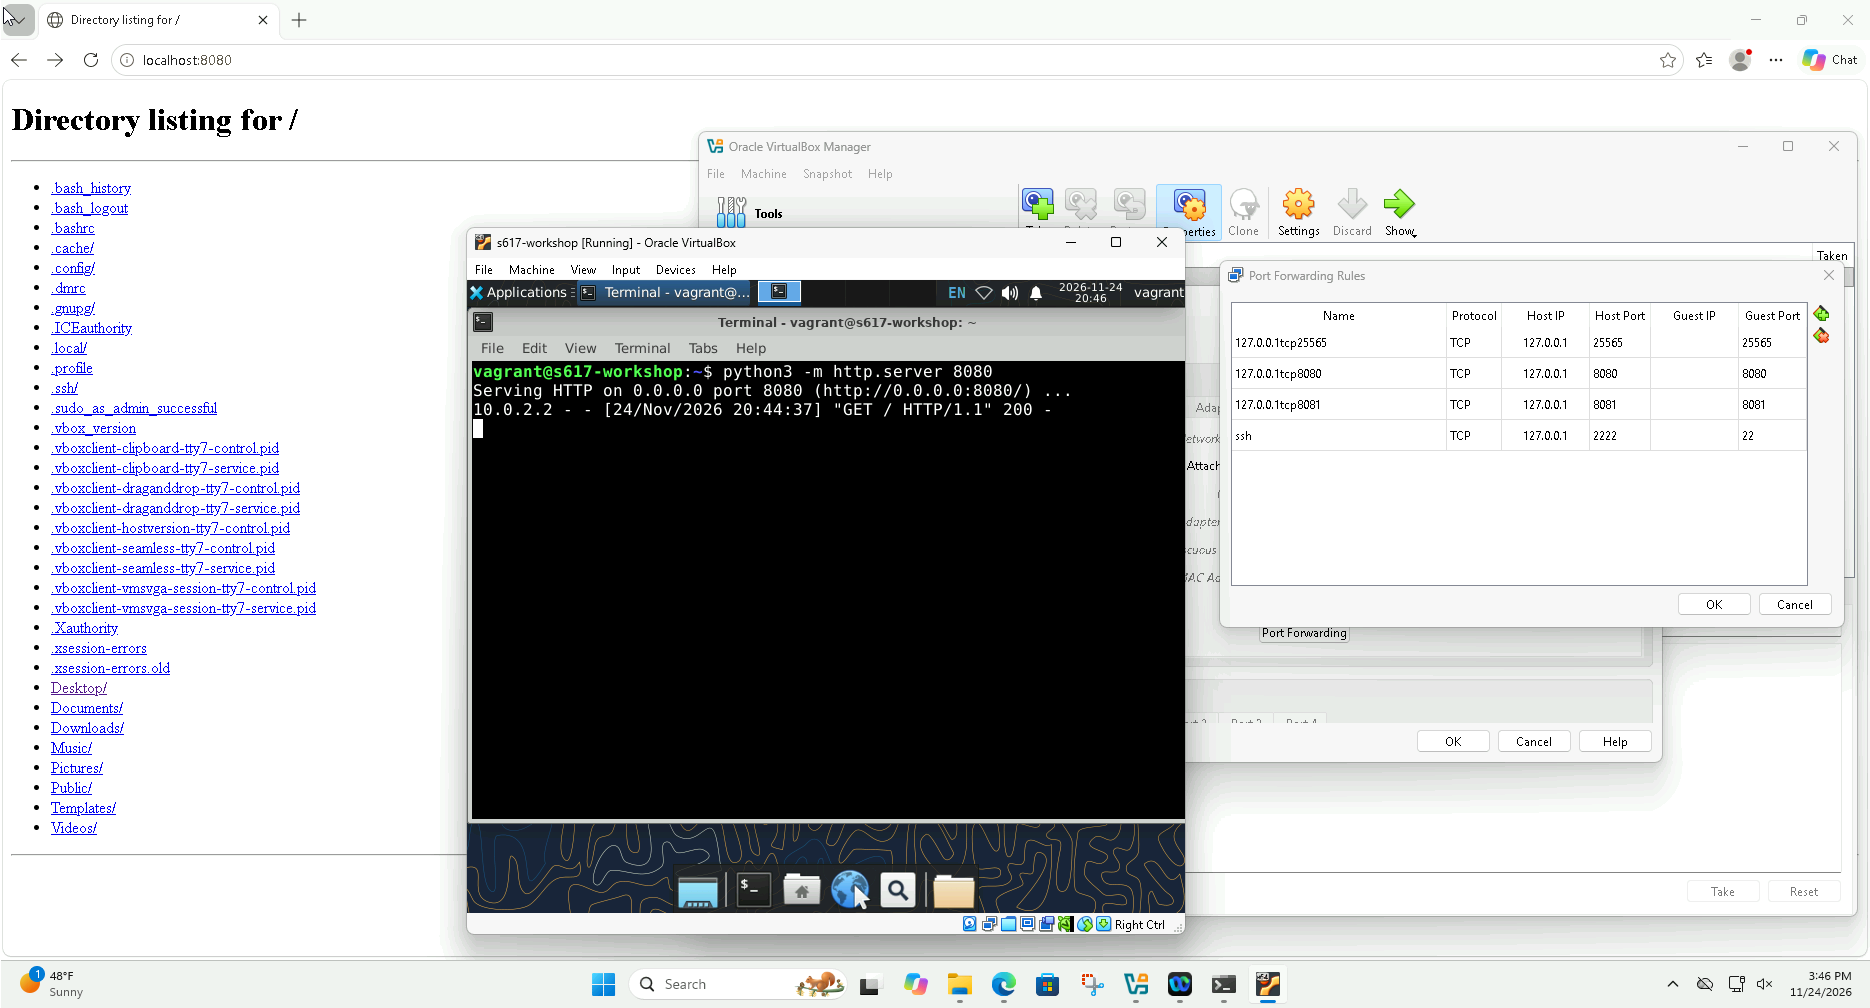 Directory listing for /
localhost:8080
Chat
Directory listing for /
.bash_history
.bash_logout
.bashrc
.cache/
.config/
.dmrc
.gnupg/
.ICEauthority
.local/
.profile
.ssh/
.sudo_as_admin_successful
.vbox_version
.vboxclient-clipboard-tty7-control.pid
.vboxclient-clipboard-tty7-service.pid
.vboxclient-draganddrop-tty7-control.pid
.vboxclient-draganddrop-tty7-service.pid
.vboxclient-hostversion-tty7-control.pid
.vboxclient-seamless-tty7-control.pid
.vboxclient-seamless-tty7-service.pid
.vboxclient-vmsvga-session-tty7-control.pid
.vboxclient-vmsvga-session-tty7-service.pid
.Xauthority
.xsession-errors
.xsession-errors.old
Desktop/
Documents/
Downloads/
Music/
Pictures/
Public/
Templates/
Videos/
Oracle VirtualBox Manager
File Machine Snapshot Help
Tools
Clone Settings Discard Show
Taken
s617-workshop [Running] - Oracle VirtualBox
File Machine View Input Devices Help
Applications Terminal - vagrant@... EN 2026-11-24 vagrant
20:46
Terminal - vagrant@s617-workshop: ~
File Edit View Terminal Tabs Help
vagrant@s617-workshop:~$ python3 -m http.server 8080
Serving HTTP on 0.0.0.0 port 8080 (http://0.0.0.0:8080/) ...
10.0.2.2 - - [24/Nov/2026 20:44:37] "GET / HTTP/1.1" 200 -
Right Ctrl
Port Forwarding Rules
Name Protocol Host IP Host Port Guest IP Guest Port
127.0.0.1tcp25565 TCP 127.0.0.1 25565 25565
127.0.0.1tcp8080 TCP 127.0.0.1 8080 8080
127.0.0.1tcp8081 TCP 127.0.0.1 8081 8081
ssh TCP 127.0.0.1 2222 22
OK Cancel
Port Forwarding
OK Cancel Help
Take Reset
1
48°F
Sunny
Search
3:46 PM
11/24/2026